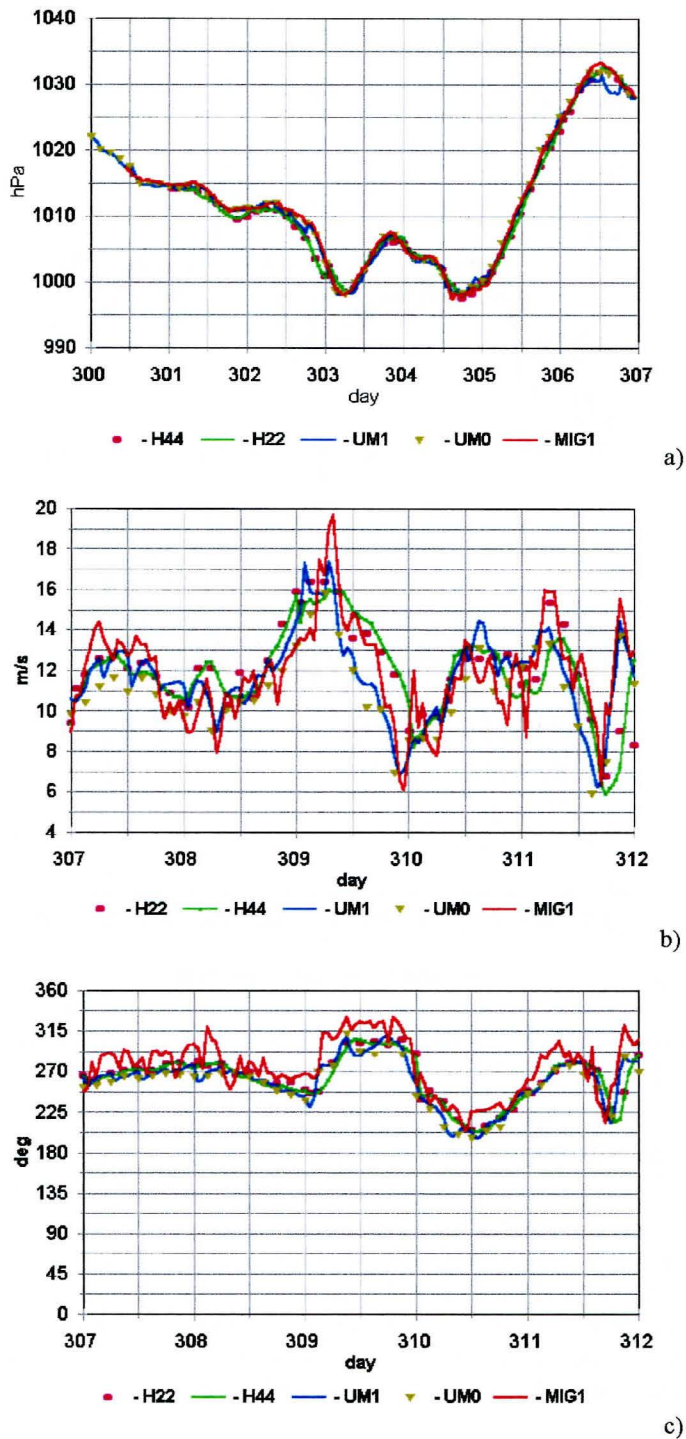 1040
1030
1020
1010
1000
990
hPa
300 301 302 303 304 305 306 307
day
- H44 - H22 - UM1 - UM0 - MIG1
a)
20
18
16
14
12
10
8
6
4
m/s
307 308 309 310 311 312
day
- H22 - H44 - UM1 - UM0 - MIG1
b)
360
315
270
225
180
135
90
45
0
deg
307 308 309 310 311 312
day
- H22 - H44 - UM1 - UM0 - MIG1
c)